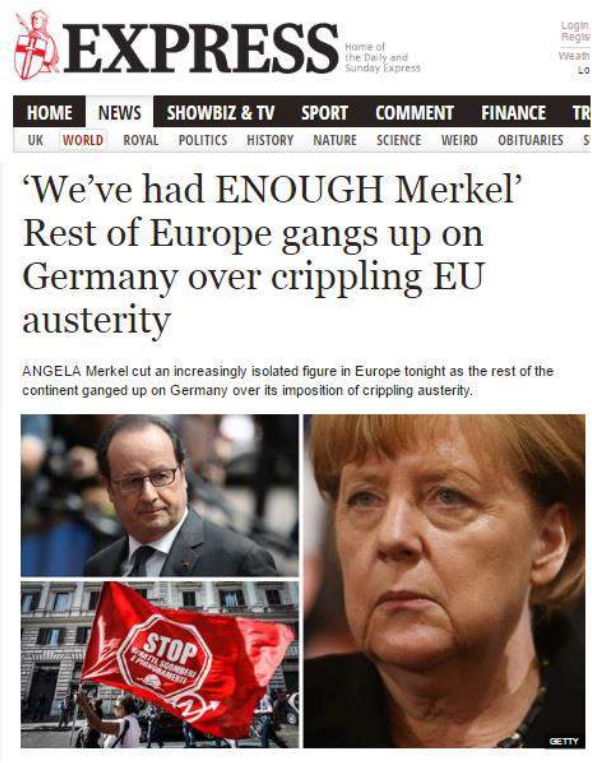 EXPRESS
Home of
the Daily and
Sunday Express
Login
Regis
Weath
Lo
HOME NEWS SHOWBIZ & TV SPORT COMMENT FINANCE TR
UK WORLD ROYAL POLITICS HISTORY NATURE SCIENCE WEIRD OBITUARIES S
‘We’ve had ENOUGH Merkel’
Rest of Europe gangs up on
Germany over crippling EU
austerity
ANGELA Merkel cut an increasingly isolated figure in Europe tonight as the rest of the
continent ganged up on Germany over its imposition of crippling austerity.
STOP
SFRATTI, SGOMBERI
E PIGNORAMENTI
GETTY